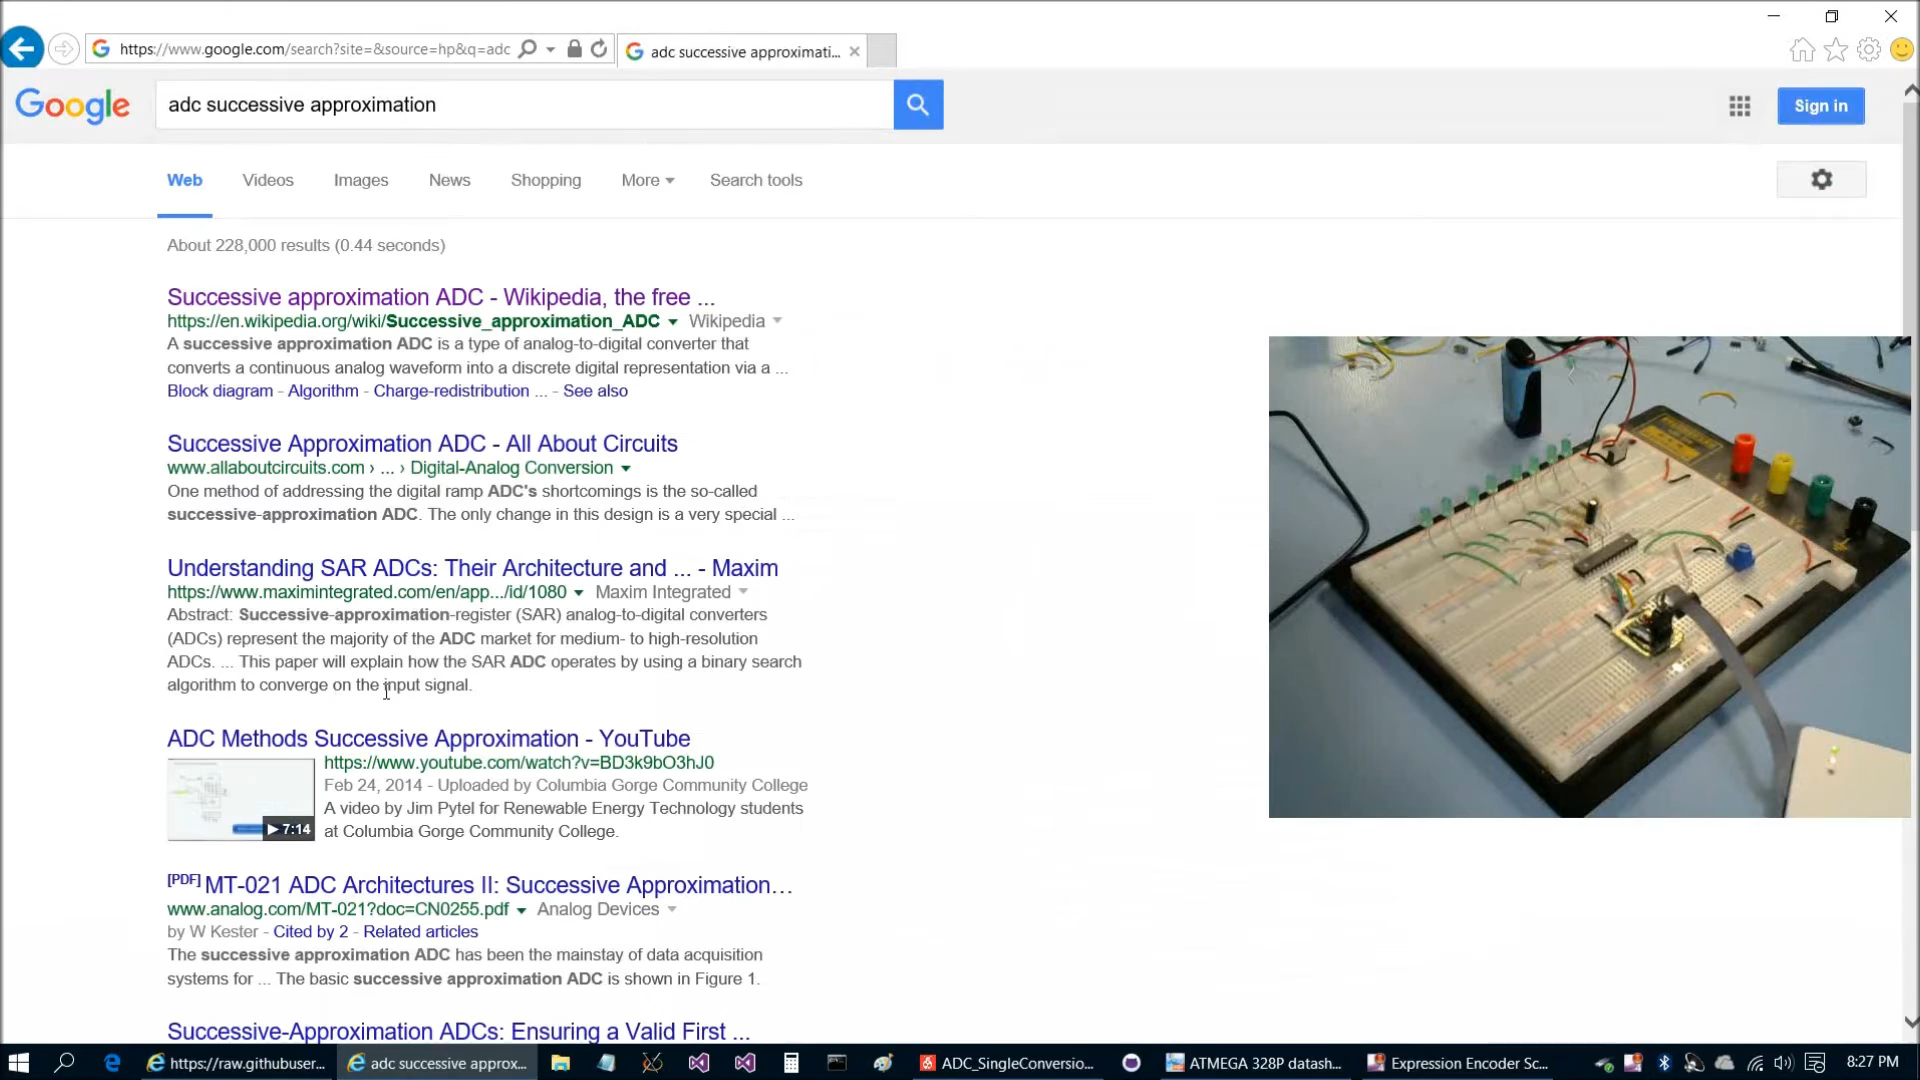 https://www.google.com/search?site=&source=hp&q=adc
adc successive approximati...
Google
adc successive approximation
Sign in
Web Videos Images News Shopping More Search tools
About 228,000 results (0.44 seconds)
Successive approximation ADC - Wikipedia, the free ...
https://en.wikipedia.org/wiki/Successive_approximation_ADC Wikipedia
A successive approximation ADC is a type of analog-to-digital converter that
converts a continuous analog waveform into a discrete digital representation via a ...
Block diagram - Algorithm - Charge-redistribution ... - See also
Successive Approximation ADC - All About Circuits
www.allaboutcircuits.com › ... › Digital-Analog Conversion
One method of addressing the digital ramp ADC's shortcomings is the so-called
successive-approximation ADC. The only change in this design is a very special ...
Understanding SAR ADCs: Their Architecture and ... - Maxim
https://www.maximintegrated.com/en/app.../id/1080 Maxim Integrated
Abstract: Successive-approximation-register (SAR) analog-to-digital converters
(ADCs) represent the majority of the ADC market for medium- to high-resolution
ADCs. ... This paper will explain how the SAR ADC operates by using a binary search
algorithm to converge on the input signal.
ADC Methods Successive Approximation - YouTube
https://www.youtube.com/watch?v=BD3k9bO3hJ0
Feb 24, 2014 - Uploaded by Columbia Gorge Community College
A video by Jim Pytel for Renewable Energy Technology students
at Columbia Gorge Community College.
7:14
[PDF] MT-021 ADC Architectures II: Successive Approximation...
www.analog.com/MT-021?doc=CN0255.pdf Analog Devices
by W Kester - Cited by 2 - Related articles
The successive approximation ADC has been the mainstay of data acquisition
systems for ... The basic successive approximation ADC is shown in Figure 1.
Successive-Approximation ADCs: Ensuring a Valid First ...
https://raw.githubuser... adc successive approx... ADC_SingleConversio... ATMEGA 328P datash... Expression Encoder Sc... 8:27 PM